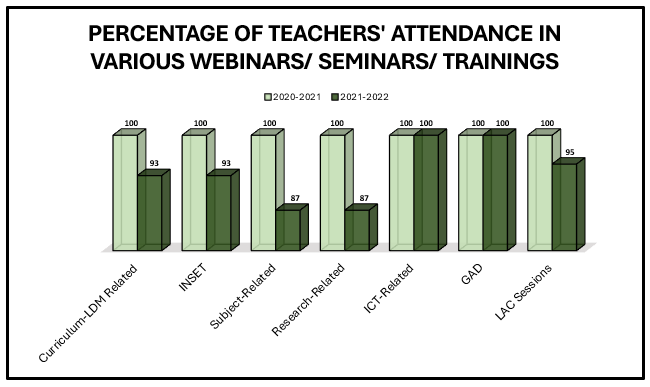 PERCENTAGE OF TEACHERS' ATTENDANCE IN
VARIOUS WEBINARS/ SEMINARS/ TRAININGS
2020-2021 2021-2022
100 100 100 100 100 100 100 100 100
93 93 87 87 95
Curriculum-LDM Related
INSET
Subject-Related
Research-Related
ICT-Related
GAD
LAC Sessions